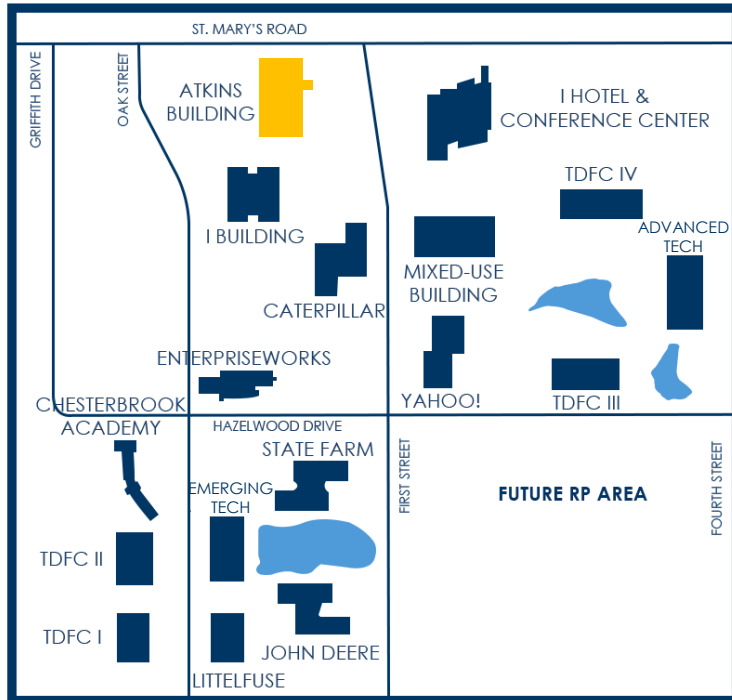 ST. MARY'S ROAD
GRIFFITH DRIVE
OAK STREET
ATKINS
BUILDING
I HOTEL &
CONFERENCE CENTER
TDFC IV
I BUILDING
ADVANCED
TECH
MIXED-USE
BUILDING
CATERPILLAR
ENTERPRISEWORKS
YAHOO!
TDFC III
CHESTERBROOK
ACADEMY
HAZELWOOD DRIVE
STATE FARM
FIRST STREET
FOURTH STREET
EMERGING
TECH
FUTURE RP AREA
TDFC II
TDFC I
JOHN DEERE
LITTELFUSE